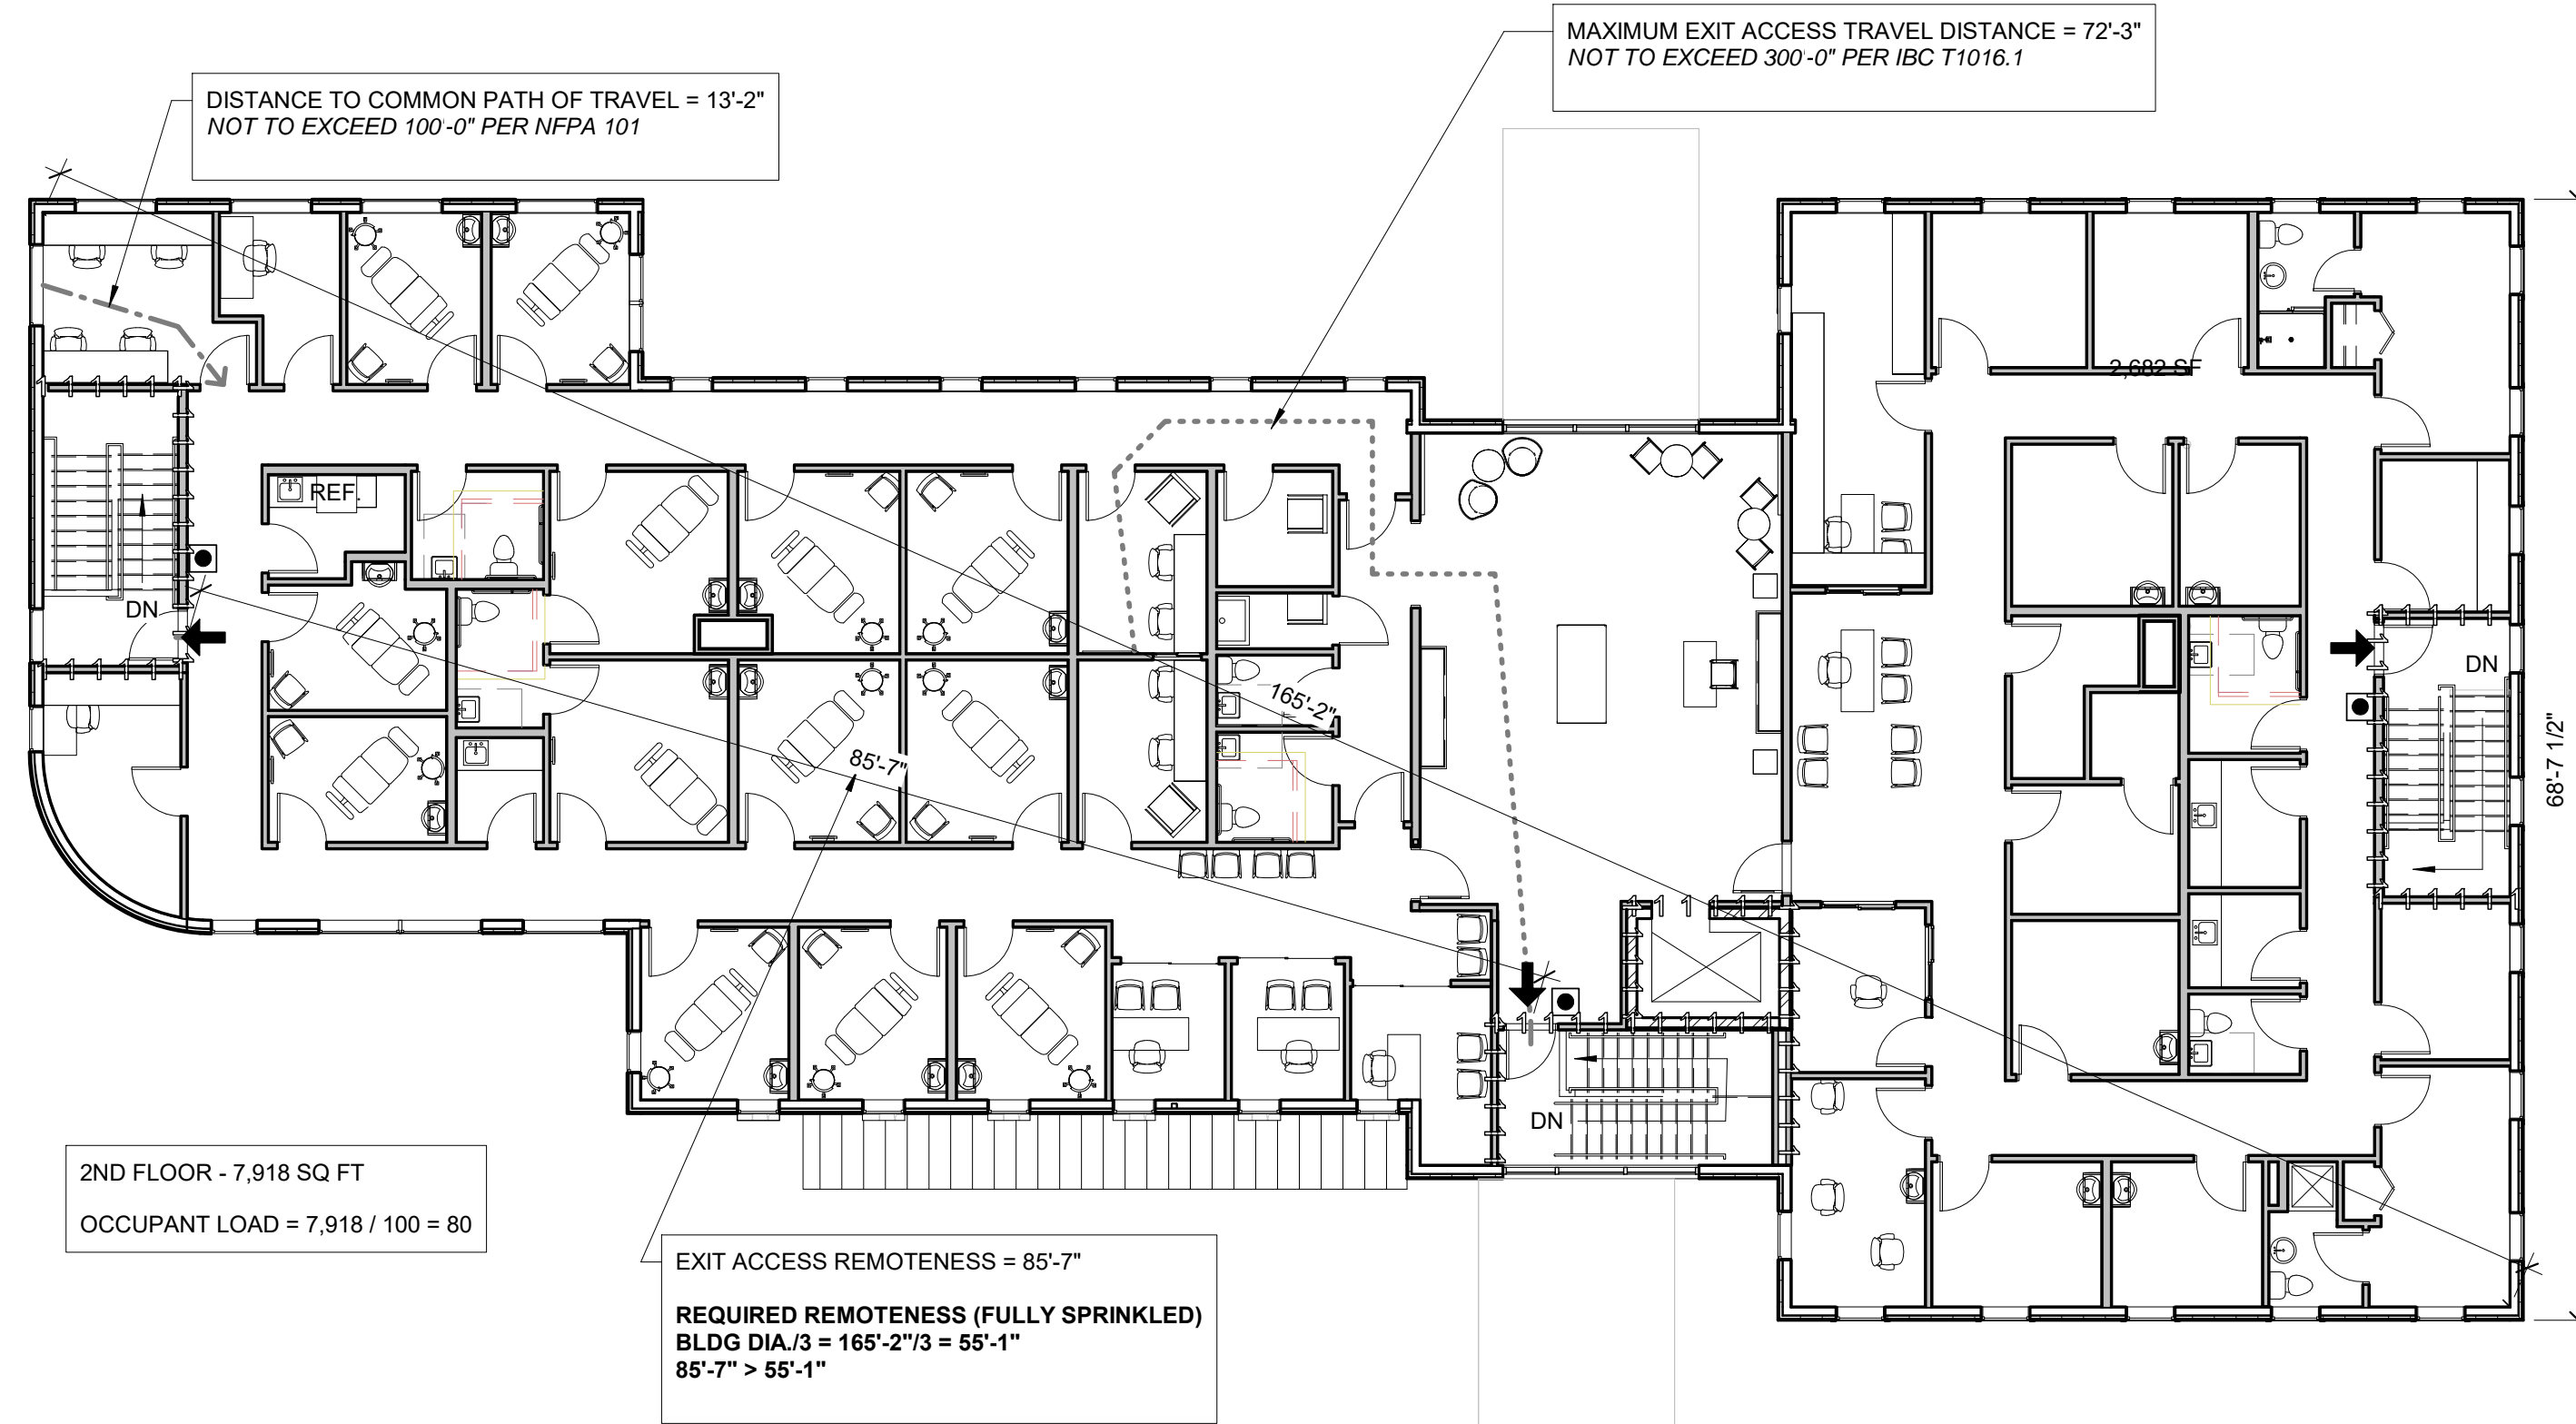 MAXIMUM EXIT ACCESS TRAVEL DISTANCE = 72'-3"
NOT TO EXCEED 300'-0" PER IBC T1016.1
DISTANCE TO COMMON PATH OF TRAVEL = 13'-2"
NOT TO EXCEED 100'-0" PER NFPA 101
2,682 SF
REF.
DN
DN
165'-2"
85'-7"
68'-7 1/2"
DN
2ND FLOOR - 7,918 SQ FT
OCCUPANT LOAD = 7,918 / 100 = 80
EXIT ACCESS REMOTENESS = 85'-7"
REQUIRED REMOTENESS (FULLY SPRINKLED)
BLDG DIA./3 = 165'-2"/3 = 55'-1"
85'-7" > 55'-1"